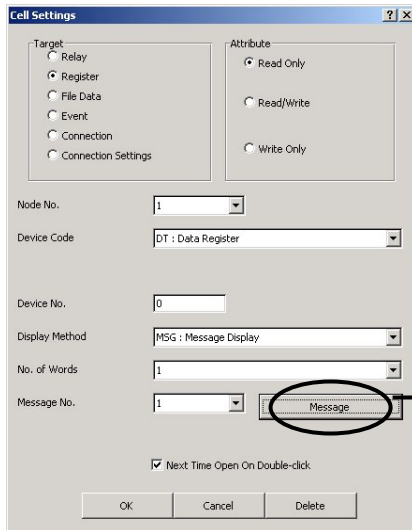 Cell Settings
Target
Relay
Register
File Data
Event
Connection
Connection Settings
Attribute
Read Only
Read/Write
Write Only
Node No. 1
Device Code DT : Data Register
Device No. 0
Display Method MSG : Message Display
No. of Words 1
Message No. 1 Message
Next Time Open On Double-click
OK Cancel Delete